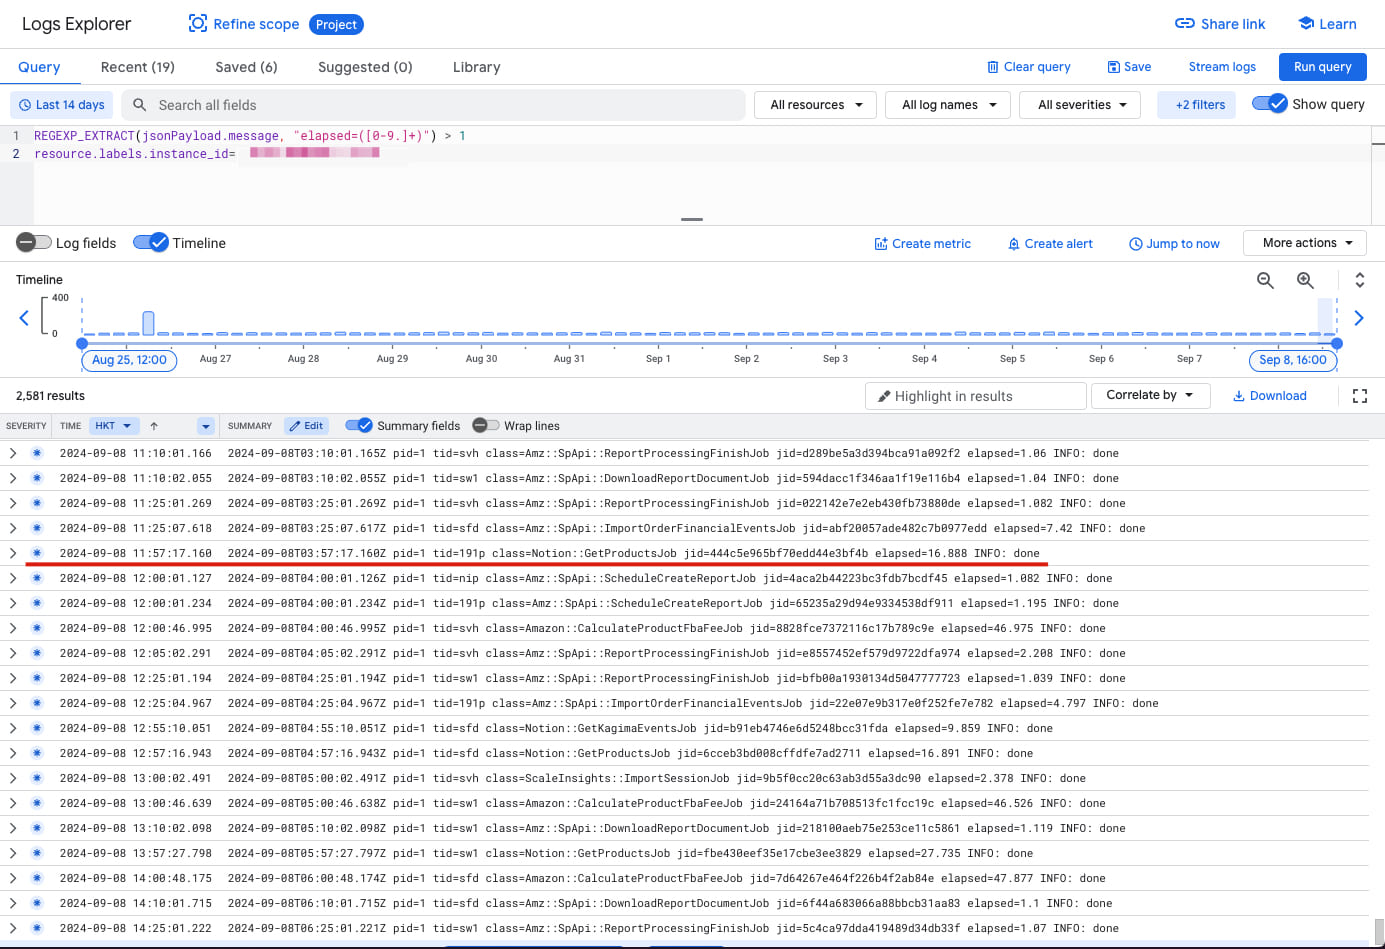 Logs Explorer Refine scope Project Share link Learn
Query Recent (19) Saved (6) Suggested (0) Library Clear query Save Stream logs Run query
Last 14 days Search all fields All resources All log names All severities +2 filters Show query
1 REGEXP_EXTRACT(jsonPayload.message, "elapsed=([0-9.]+)") > 1
2 resource.labels.instance_id=
Log fields Timeline Create metric Create alert Jump to now More actions
Timeline
400
0
Aug 25, 12:00 Aug 27 Aug 28 Aug 29 Aug 30 Aug 31 Sep 1 Sep 2 Sep 3 Sep 4 Sep 5 Sep 6 Sep 7 Sep 8, 16:00
2,581 results Highlight in results Correlate by Download
SEVERITY TIME HKT SUMMARY Edit Summary fields Wrap lines
2024-09-08 11:10:01.166 2024-09-08T03:10:01.165Z pid=1 tid=svh class=Amz::SpApi::ReportProcessingFinishJob jid=d289be5a3d394bca91a092f2 elapsed=1.06 INFO: done
2024-09-08 11:10:02.055 2024-09-08T03:10:02.055Z pid=1 tid=sw1 class=Amz::SpApi::DownloadReportDocumentJob jid=594dacc1f346aa1f19e116b4 elapsed=1.04 INFO: done
2024-09-08 11:25:01.269 2024-09-08T03:25:01.269Z pid=1 tid=svh class=Amz::SpApi::ReportProcessingFinishJob jid=022142e7e2eb430fb73880de elapsed=1.082 INFO: done
2024-09-08 11:25:07.618 2024-09-08T03:25:07.617Z pid=1 tid=sfd class=Amz::SpApi::ImportOrderFinancialEventsJob jid=abf20057ade482c7b0977edd elapsed=7.42 INFO: done
2024-09-08 11:57:17.160 2024-09-08T03:57:17.160Z pid=1 tid=191p class=Notion::GetProductsJob jid=444c5e965bf70edd44e3bf4b elapsed=16.888 INFO: done
2024-09-08 12:00:01.127 2024-09-08T04:00:01.126Z pid=1 tid=nip class=Amz::SpApi::ScheduleCreateReportJob jid=4aca2b44223bc3fdb7bcdf45 elapsed=1.082 INFO: done
2024-09-08 12:00:01.234 2024-09-08T04:00:01.234Z pid=1 tid=191p class=Amz::SpApi::ScheduleCreateReportJob jid=65235a29d94e9334538df911 elapsed=1.195 INFO: done
2024-09-08 12:00:46.995 2024-09-08T04:00:46.995Z pid=1 tid=svh class=Amazon::CalculateProductFbaFeeJob jid=8828fce7372116c17b789c9e elapsed=46.975 INFO: done
2024-09-08 12:05:02.291 2024-09-08T04:05:02.291Z pid=1 tid=svh class=Amz::SpApi::ReportProcessingFinishJob jid=e8557452ef579d9722dfa974 elapsed=2.208 INFO: done
2024-09-08 12:25:01.194 2024-09-08T04:25:01.194Z pid=1 tid=sw1 class=Amz::SpApi::ReportProcessingFinishJob jid=bfb00a1930134d5047777723 elapsed=1.039 INFO: done
2024-09-08 12:25:04.967 2024-09-08T04:25:04.967Z pid=1 tid=191p class=Amz::SpApi::ImportOrderFinancialEventsJob jid=22e07e9b317e0f252fe7e782 elapsed=4.797 INFO: done
2024-09-08 12:55:10.051 2024-09-08T04:55:10.051Z pid=1 tid=sfd class=Notion::GetKagimaEventsJob jid=b91eb4746e6d5248bcc31fda elapsed=9.859 INFO: done
2024-09-08 12:57:16.943 2024-09-08T04:57:16.943Z pid=1 tid=sfd class=Notion::GetProductsJob jid=6cceb3bd008cffdfe7ad2711 elapsed=16.891 INFO: done
2024-09-08 13:00:02.491 2024-09-08T05:00:02.491Z pid=1 tid=svh class=ScaleInsights::ImportSessionJob jid=9b5f0cc20c63ab3d55a3dc90 elapsed=2.378 INFO: done
2024-09-08 13:00:46.639 2024-09-08T05:00:46.638Z pid=1 tid=sw1 class=Amazon::CalculateProductFbaFeeJob jid=24164a71b708513fc1fcc19c elapsed=46.526 INFO: done
2024-09-08 13:10:02.098 2024-09-08T05:10:02.098Z pid=1 tid=sw1 class=Amz::SpApi::DownloadReportDocumentJob jid=218100aeb75e253ce11c5861 elapsed=1.119 INFO: done
2024-09-08 13:57:27.798 2024-09-08T05:57:27.797Z pid=1 tid=sw1 class=Notion::GetProductsJob jid=fbe430eef35e17cbe3ee3829 elapsed=27.735 INFO: done
2024-09-08 14:00:48.175 2024-09-08T06:00:48.174Z pid=1 tid=sfd class=Amazon::CalculateProductFbaFeeJob jid=7d64267e464f226b4f2ab84e elapsed=47.877 INFO: done
2024-09-08 14:10:01.715 2024-09-08T06:10:01.715Z pid=1 tid=sfd class=Amz::SpApi::DownloadReportDocumentJob jid=6f44a683066a88bbcb31aa83 elapsed=1.1 INFO: done
2024-09-08 14:25:01.222 2024-09-08T06:25:01.221Z pid=1 tid=sw1 class=Amz::SpApi::ReportProcessingFinishJob jid=5c4ca97dda419489d34db33f elapsed=1.07 INFO: done